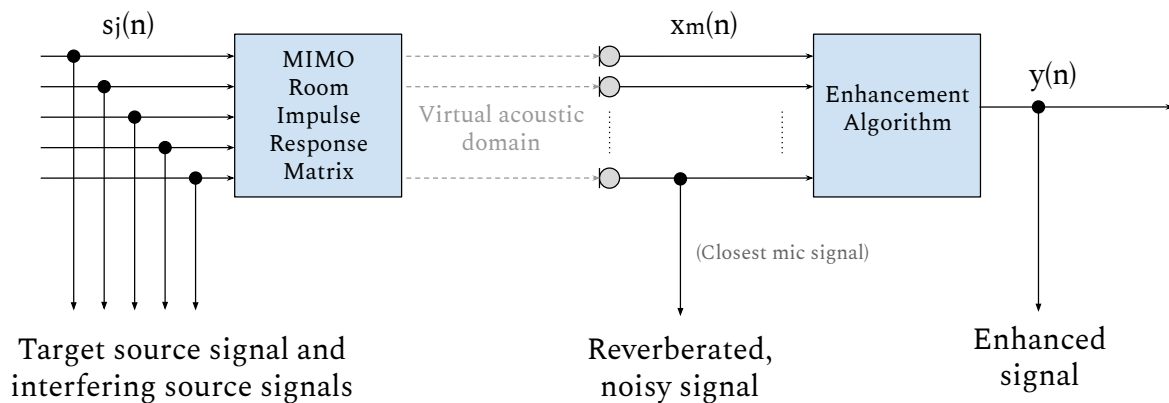 sj(n)
xm(n)
y(n)
MIMO
Room
Impulse
Response
Matrix
Virtual acoustic
domain
Enhancement
Algorithm
(Closest mic signal)
Target source signal and
interfering source signals
Reverberated,
noisy signal
Enhanced
signal